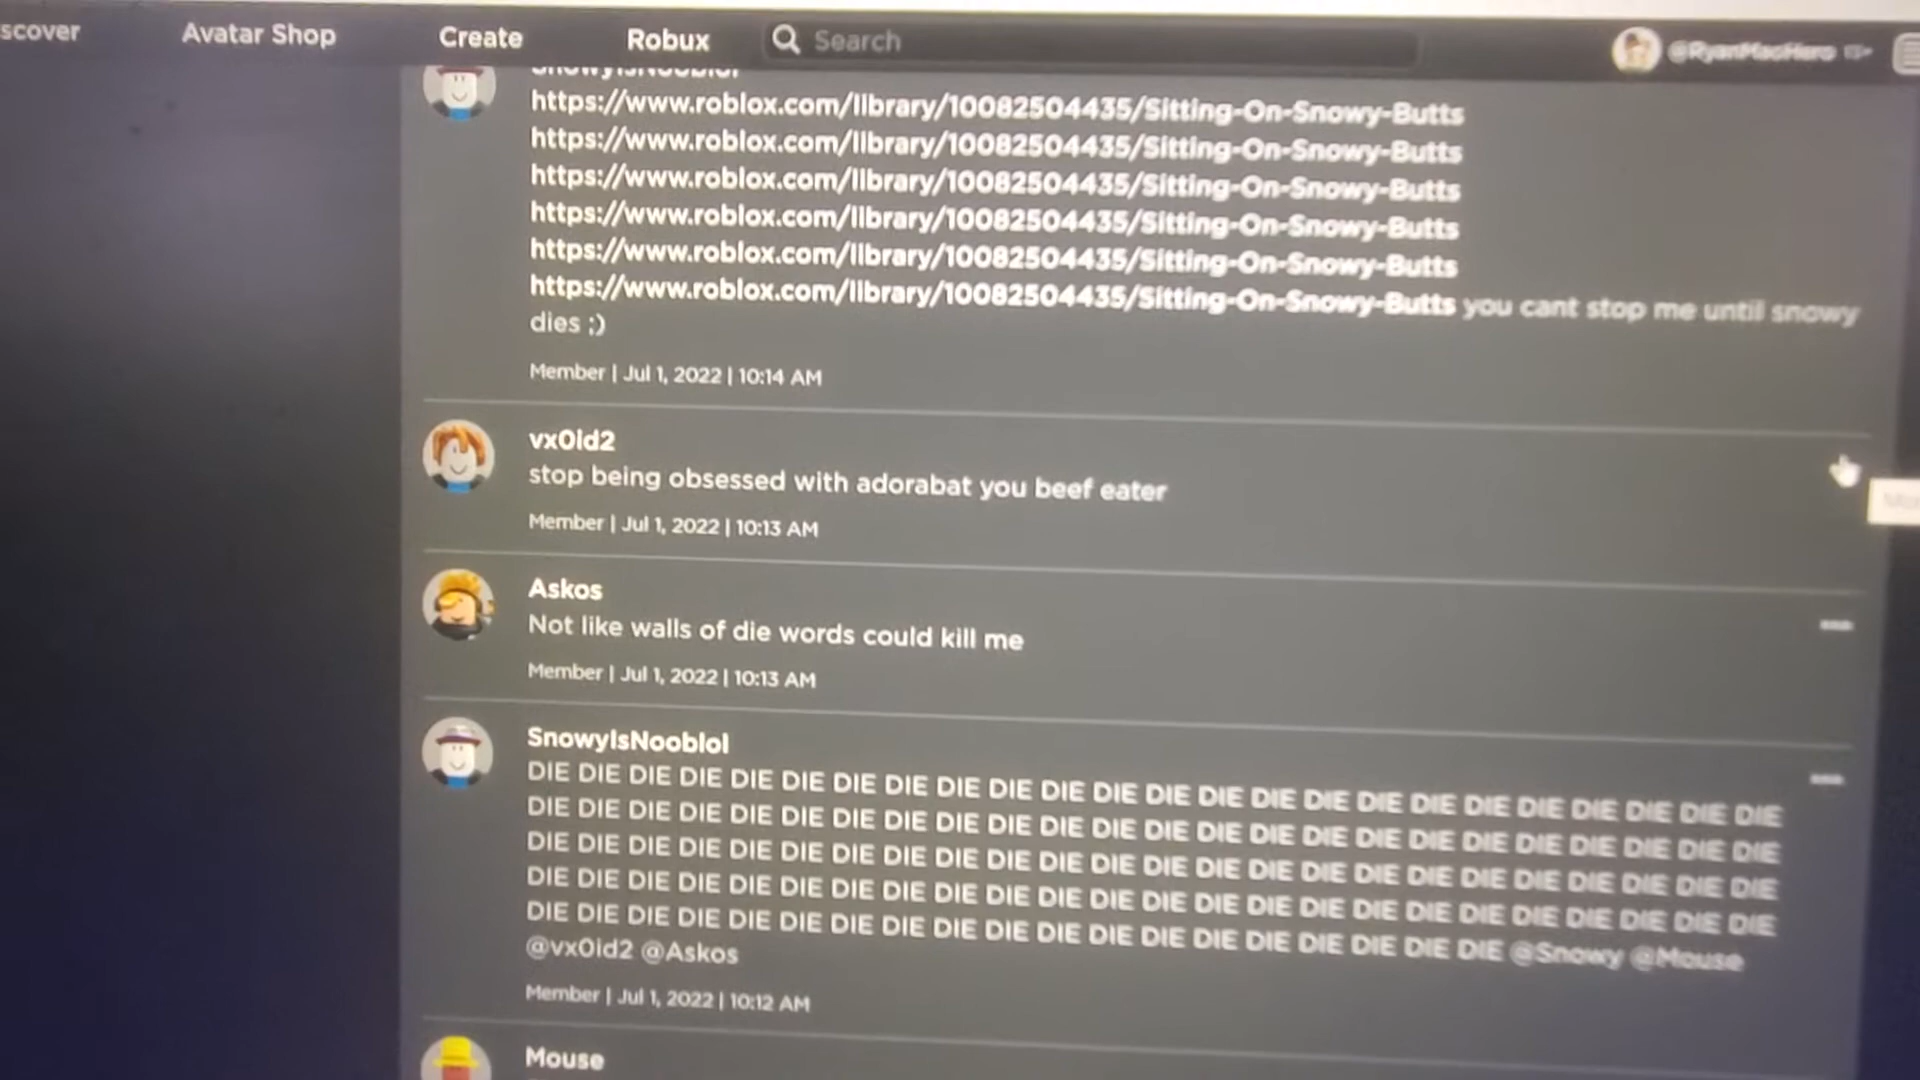 scover Avatar Shop Create Robux Search @RyanMacHero 13+
SnowyIsNooblol
https://www.roblox.com/library/10082504435/Sitting-On-Snowy-Butts
https://www.roblox.com/library/10082504435/Sitting-On-Snowy-Butts
https://www.roblox.com/library/10082504435/Sitting-On-Snowy-Butts
https://www.roblox.com/library/10082504435/Sitting-On-Snowy-Butts
https://www.roblox.com/library/10082504435/Sitting-On-Snowy-Butts
https://www.roblox.com/library/10082504435/Sitting-On-Snowy-Butts you cant stop me until snowy
dies ;)
Member | Jul 1, 2022 | 10:14 AM
vx0id2
stop being obsessed with adorabat you beef eater
Member | Jul 1, 2022 | 10:13 AM
Askos
Not like walls of die words could kill me
Member | Jul 1, 2022 | 10:13 AM
SnowyIsNooblol
DIE DIE DIE DIE DIE DIE DIE DIE DIE DIE DIE DIE DIE DIE DIE DIE DIE DIE DIE DIE DIE DIE DIE DIE
DIE DIE DIE DIE DIE DIE DIE DIE DIE DIE DIE DIE DIE DIE DIE DIE DIE DIE DIE DIE DIE DIE DIE DIE
DIE DIE DIE DIE DIE DIE DIE DIE DIE DIE DIE DIE DIE DIE DIE DIE DIE DIE DIE DIE DIE DIE DIE DIE
DIE DIE DIE DIE DIE DIE DIE DIE DIE DIE DIE DIE DIE DIE DIE DIE DIE DIE DIE DIE DIE DIE DIE DIE
DIE DIE DIE DIE DIE DIE DIE DIE DIE DIE DIE DIE DIE DIE DIE DIE DIE DIE DIE @Snowy @Mouse
@vx0id2 @Askos
Member | Jul 1, 2022 | 10:12 AM
Mouse